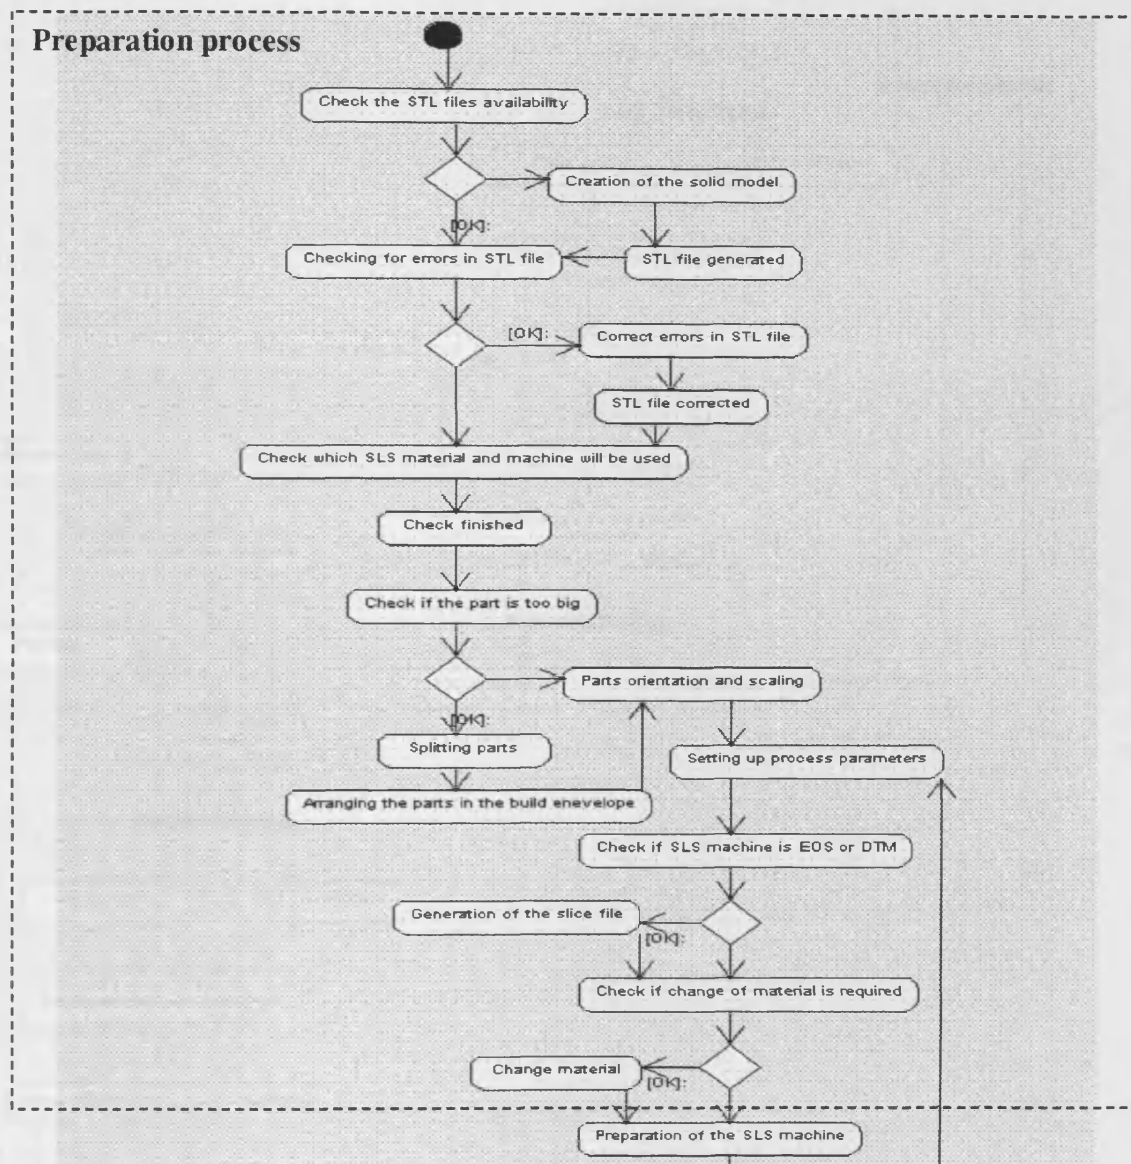 Preparation process
Check the STL files availability
Creation of the solid model
[OK]:
Checking for errors in STL file
STL file generated
[OK]:
Correct errors in STL file
STL file corrected
Check which SLS material and machine will be used
Check finished
Check if the part is too big
Parts orientation and scaling
[OK]:
Splitting parts
Setting up process parameters
Arranging the parts in the build enevelope
Check if SLS machine is EOS or DTM
Generation of the slice file
[OK]:
Check if change of material is required
Change material
[OK]:
Preparation of the SLS machine